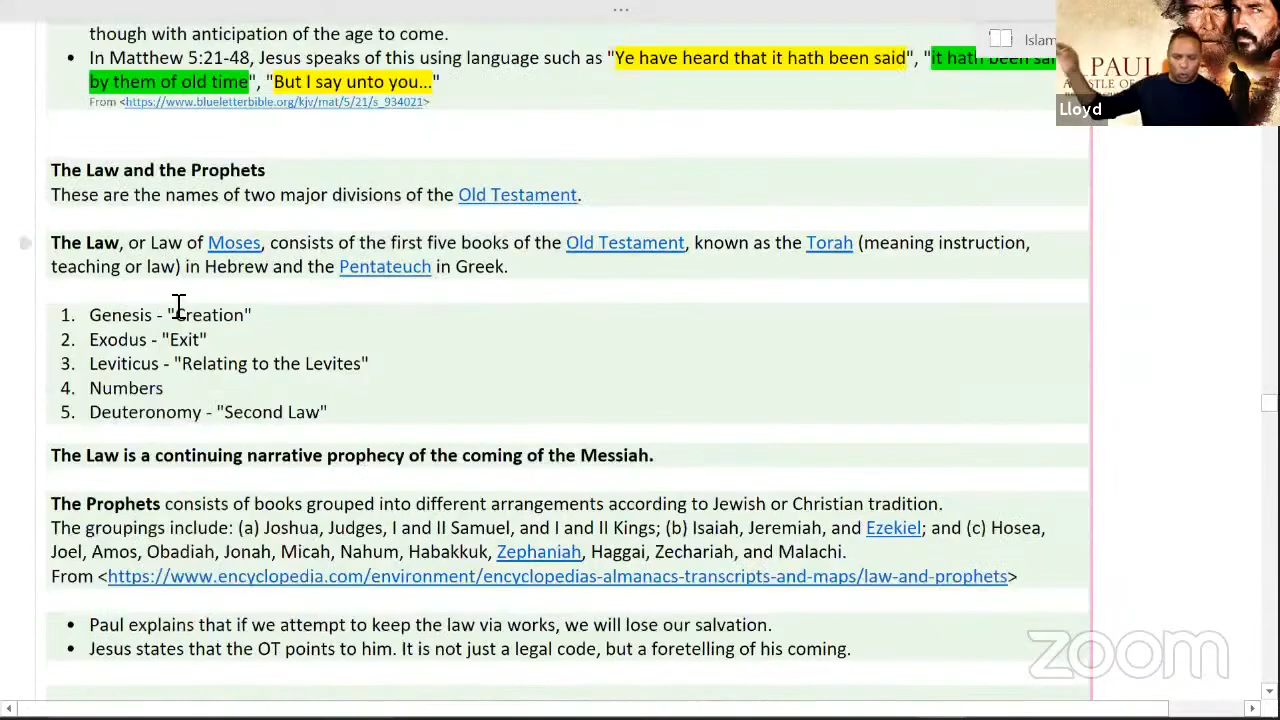 though with anticipation of the age to come.
Islam
• In Matthew 5:21-48, Jesus speaks of this using language such as "Ye have heard that it hath been said", "it hath been
by them of old time", "But I say unto you..."
From <https://www.blueletterbible.org/kjv/mat/5/21/s_934021>
PAUL
Lloyd
The Law and the Prophets
These are the names of two major divisions of the Old Testament.
The Law, or Law of Moses, consists of the first five books of the Old Testament, known as the Torah (meaning instruction,
teaching or law) in Hebrew and the Pentateuch in Greek.
1. Genesis - "Creation"
2. Exodus - "Exit"
3. Leviticus - "Relating to the Levites"
4. Numbers
5. Deuteronomy - "Second Law"
The Law is a continuing narrative prophecy of the coming of the Messiah.
The Prophets consists of books grouped into different arrangements according to Jewish or Christian tradition.
The groupings include: (a) Joshua, Judges, I and II Samuel, and I and II Kings; (b) Isaiah, Jeremiah, and Ezekiel; and (c) Hosea,
Joel, Amos, Obadiah, Jonah, Micah, Nahum, Habakkuk, Zephaniah, Haggai, Zechariah, and Malachi.
From <https://www.encyclopedia.com/environment/encyclopedias-almanacs-transcripts-and-maps/law-and-prophets>
• Paul explains that if we attempt to keep the law via works, we will lose our salvation.
• Jesus states that the OT points to him. It is not just a legal code, but a foretelling of his coming.
zoom